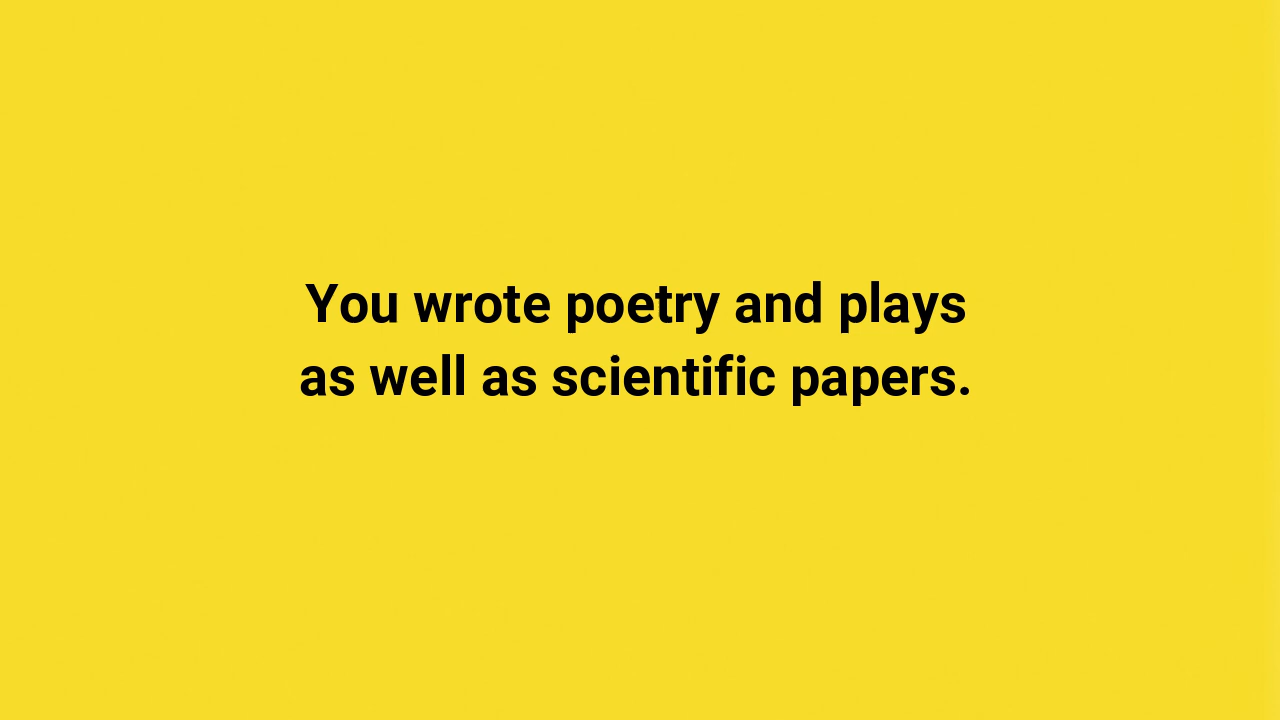 You wrote poetry and plays
as well as scientific papers.